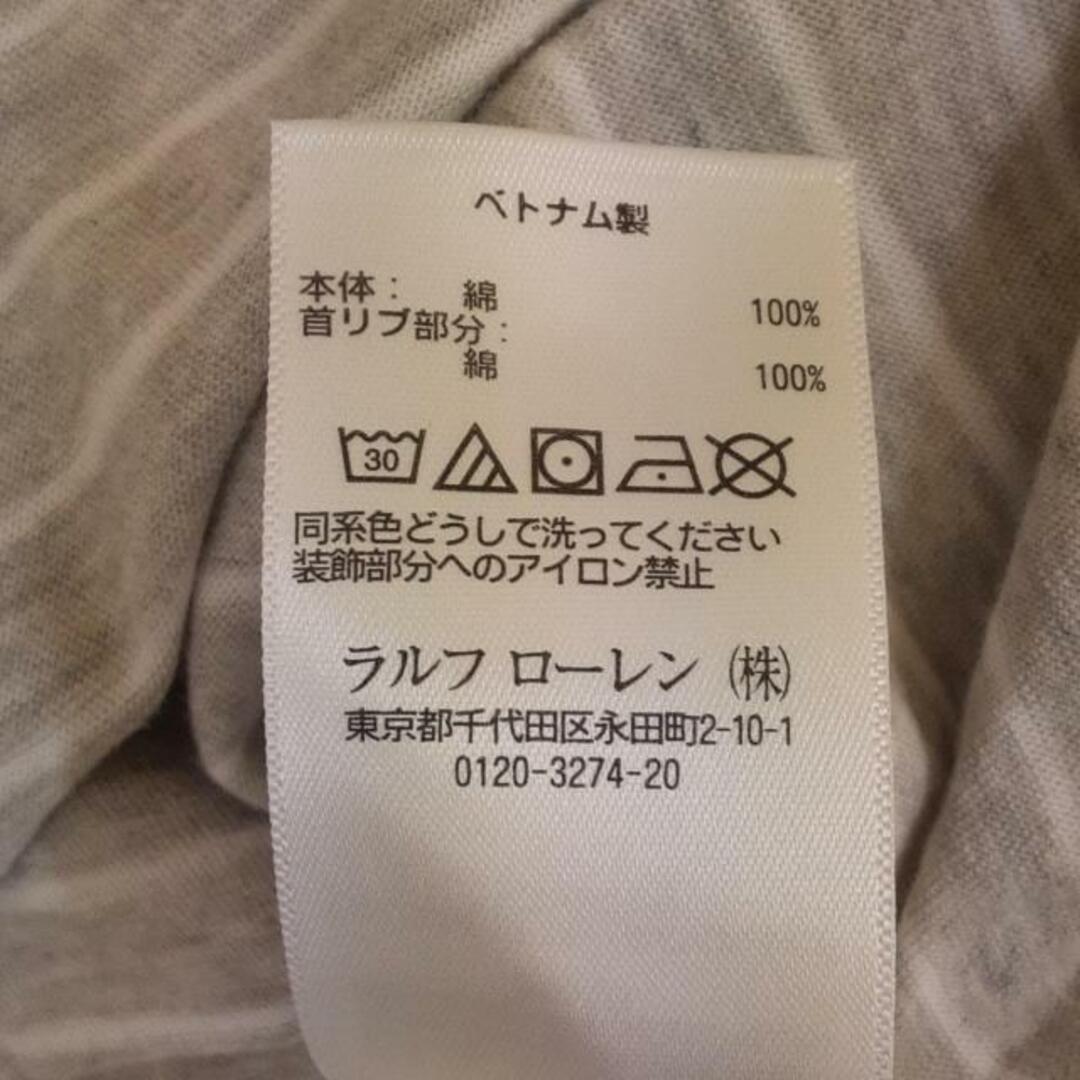 ベトナム製
本体: 綿 100%
首リブ部分:
綿 100%
30
同系色どうしで洗ってください
装飾部分へのアイロン禁止
ラルフ ローレン (株)
東京都千代田区永田町2-10-1
0120-3274-20